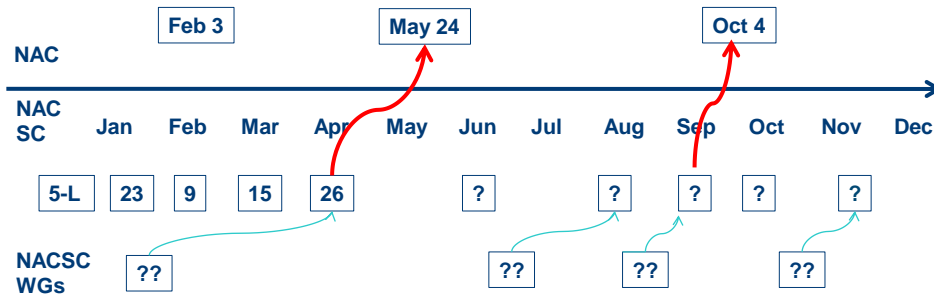 Feb 3 May 24 Oct 4
NAC
NAC
SC
Jan Feb Mar Apr May Jun Jul Aug Sep Oct Nov Dec
5-L 23 9 15 26 ? ? ? ? ?
NACSC
WGs
?? ?? ?? ??